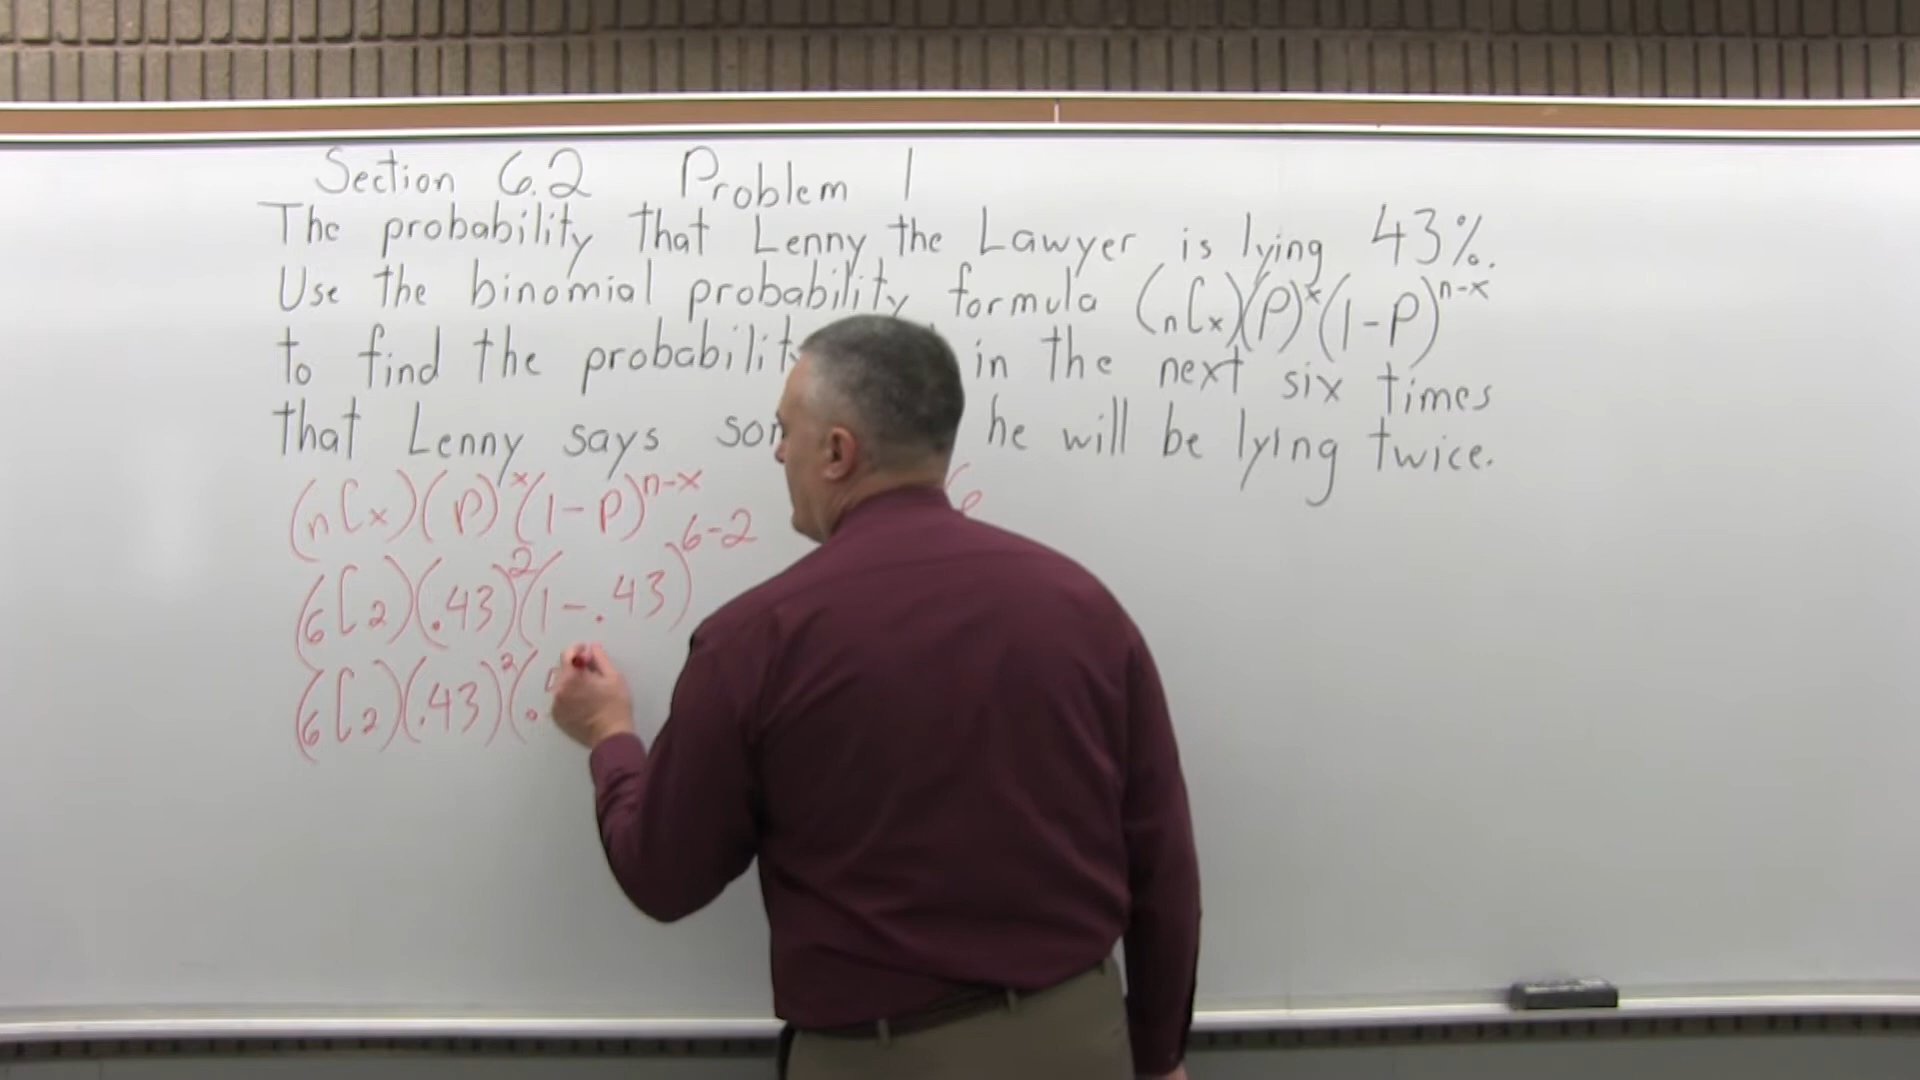 Section 6.2 Problem 1
The probability that Lenny the Lawyer is lying 43%.
Use the binomial probability formula (nCx)(p)^x(1-p)^n-x
to find the in the next six times
that Lenny says he will be lying twice.
(nCx)(p)^x(1-p)^n-x
(6C2)(.43)^2(1-.43)^6-2
(6C2)(.43)^2(.